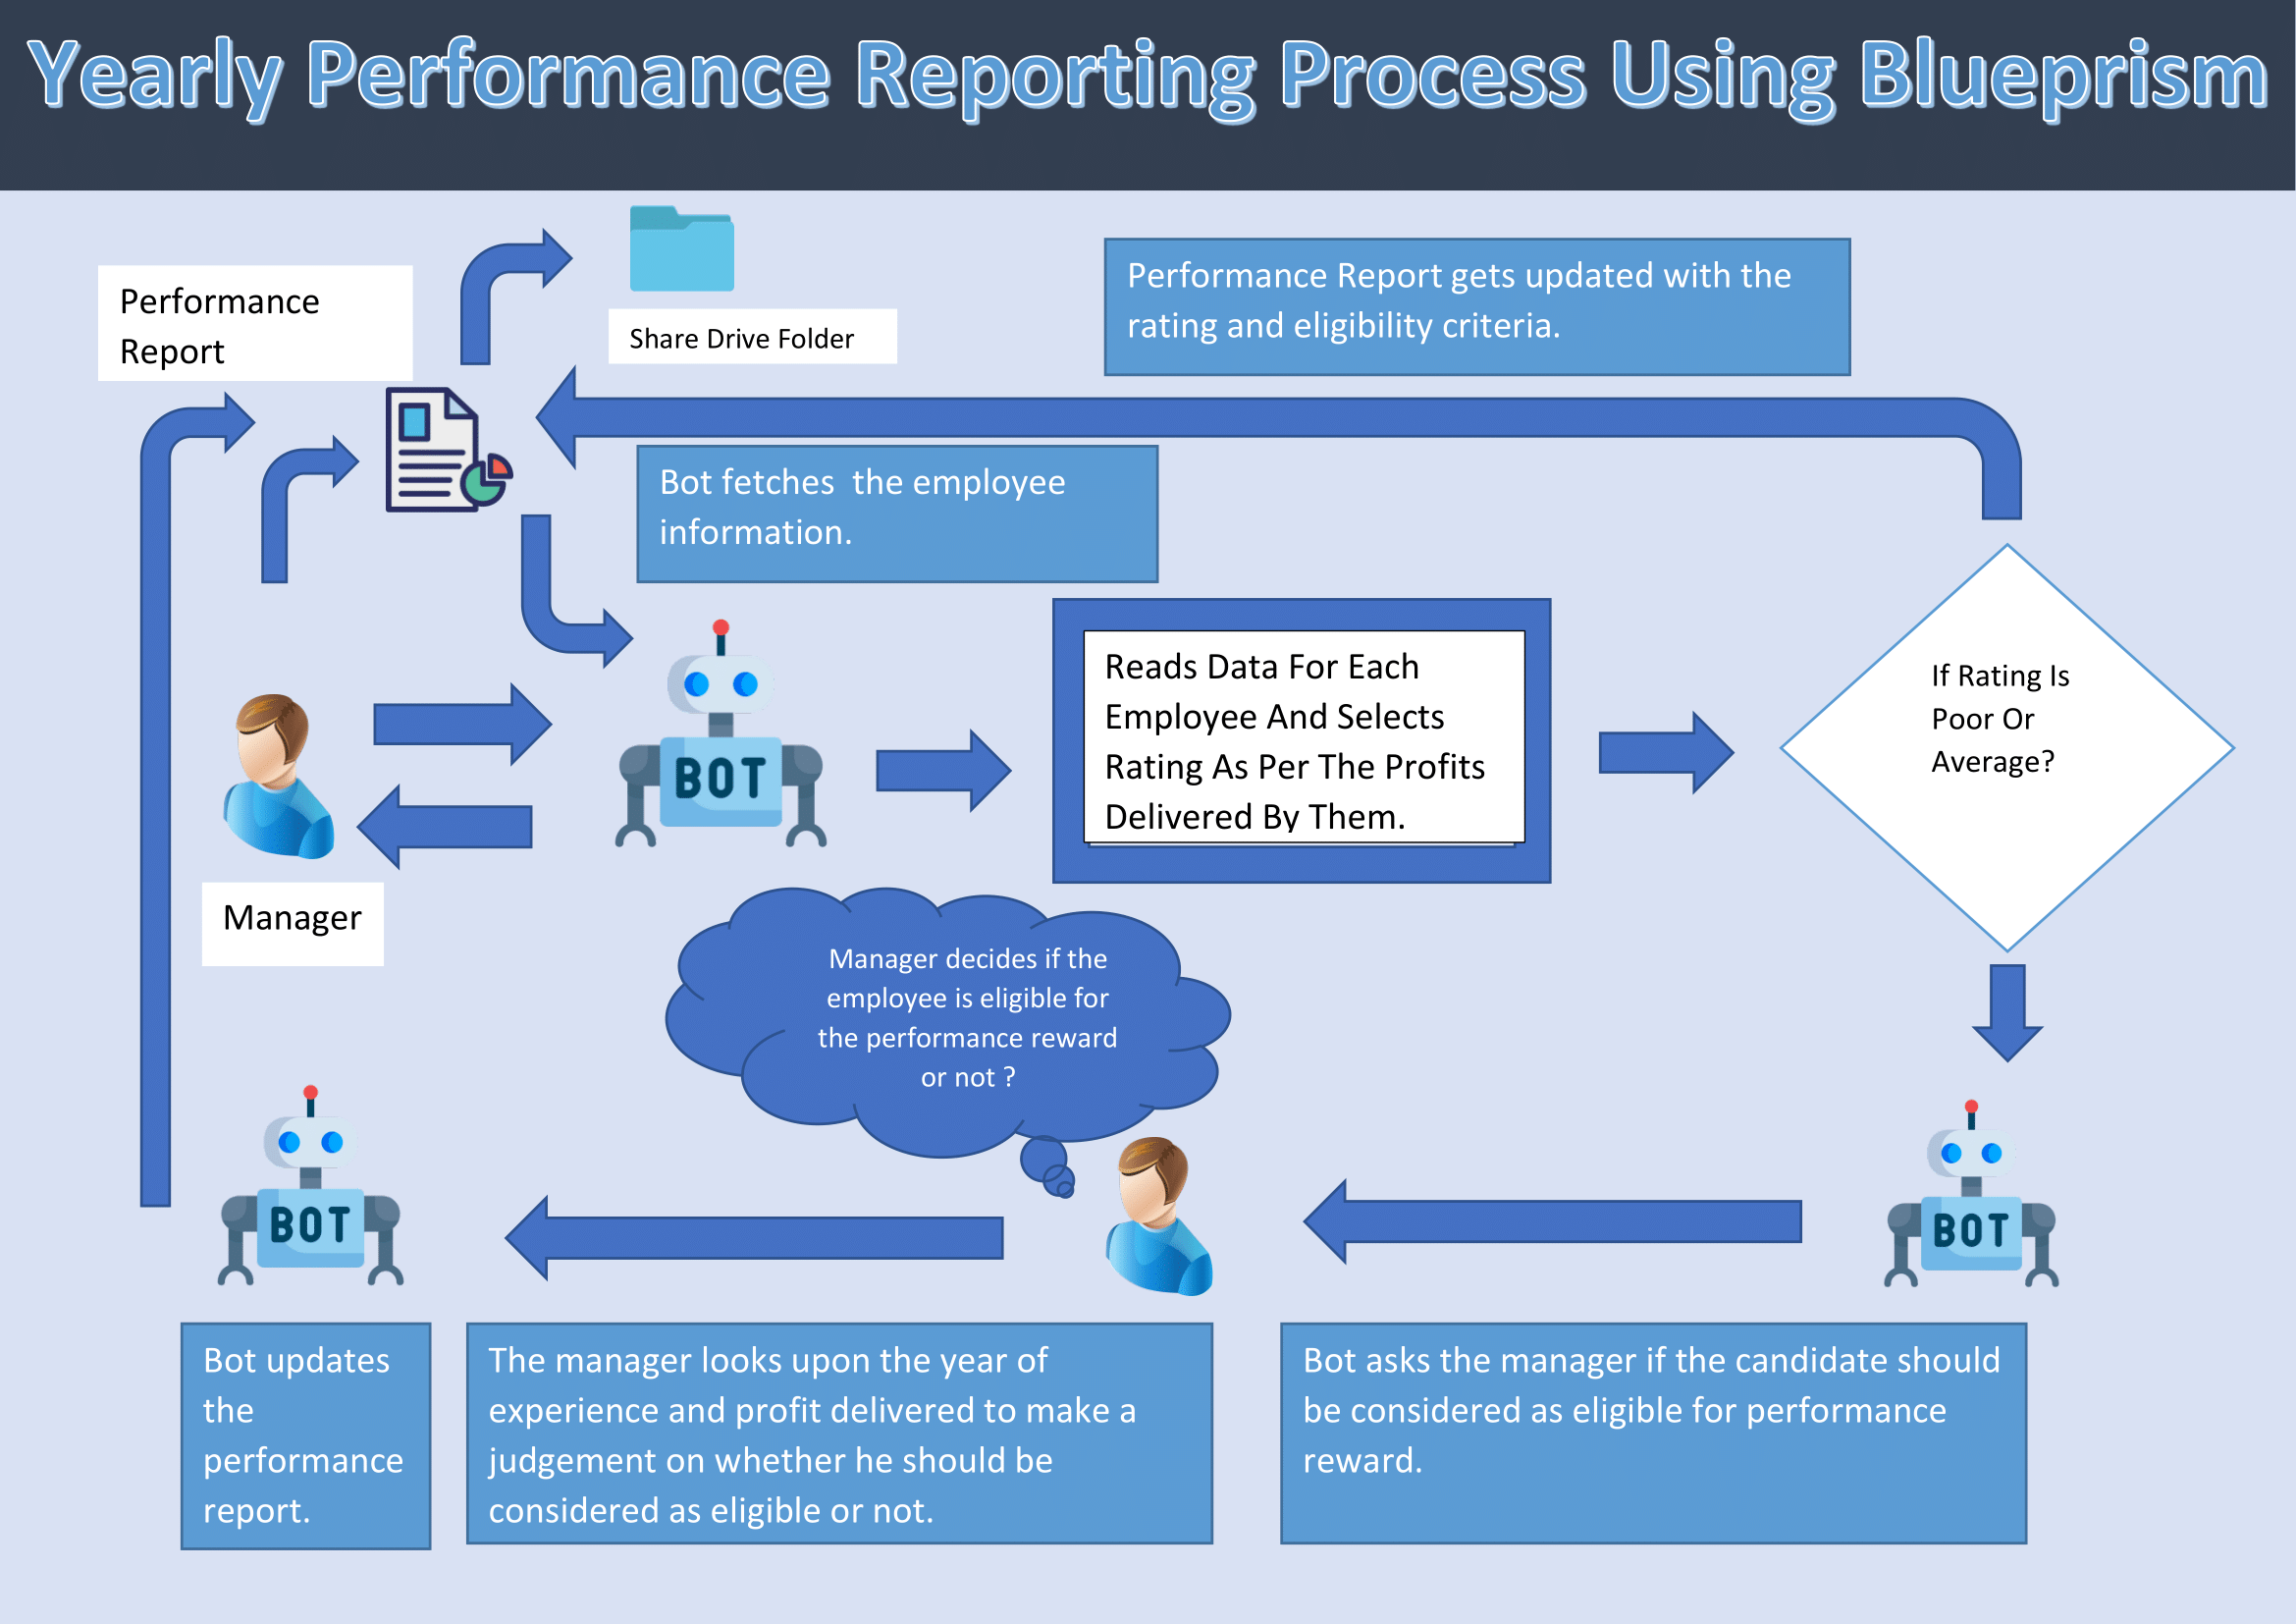 Yearly Performance Reporting Process Using Blueprism
Performance
Report
Share Drive Folder
Performance Report gets updated with the
rating and eligibility criteria.
Bot fetches  the employee
information.
BOT
Reads Data For Each
Employee And Selects
Rating As Per The Profits
Delivered By Them.
If Rating Is
Poor Or
Average?
Manager
Manager decides if the
employee is eligible for
the performance reward
or not ?
BOT
BOT
Bot updates
the
performance
report.
The manager looks upon the year of
experience and profit delivered to make a
judgement on whether he should be
considered as eligible or not.
Bot asks the manager if the candidate should
be considered as eligible for performance
reward.